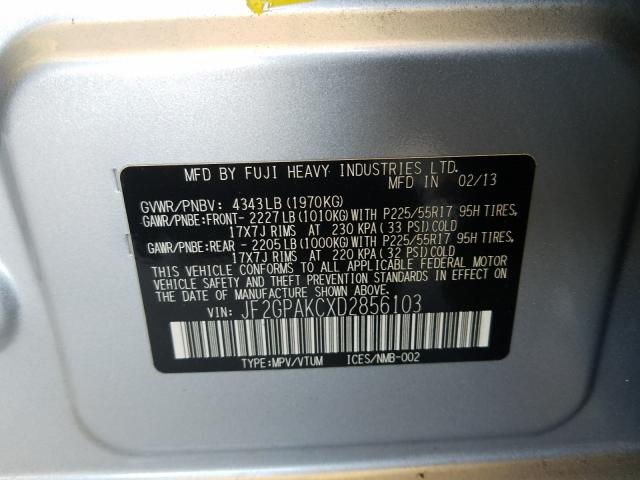 MFD BY FUJI HEAVY INDUSTRIES LTD.
MFD IN 02/13
GVWR/PNBV: 4343LB(1970KG)
GAWR/PNBE:FRONT- 2227LB(1010KG)WITH P225/55R17 95H TIRES,
17X7J RIMS AT 230 KPA (33 PSI)COLD
GAWR/PNBE:REAR - 2205LB(1000KG)WITH P225/55R17 95H TIRES,
17X7J RIMS AT 220 KPA (32 PSI)COLD
THIS VEHICLE CONFORMS TO ALL APPLICABLE FEDERAL MOTOR
VEHICLE SAFETY AND THEFT PREVENTION STANDARDS IN EFFECT
ON THE DATE OF MANUFACTURE SHOWN ABOVE.
VIN: JF2GPAKCXD2856103
TYPE:MPV/VTUM ICES/NMB-002